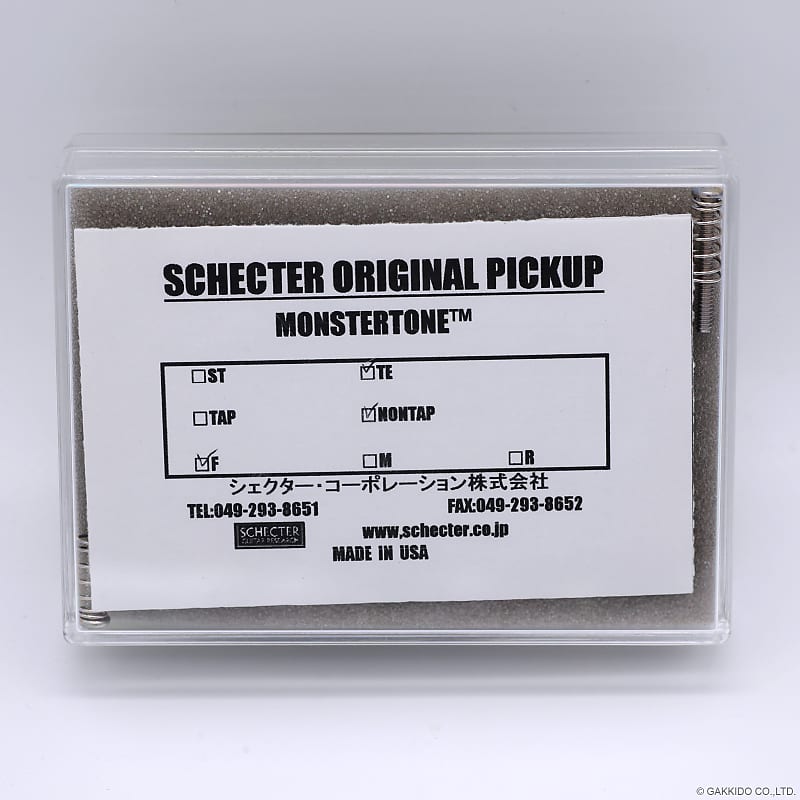 SCHECTER ORIGINAL PICKUP
MONSTERTONE™
☐ST ☑TE
☐TAP ☑NONTAP
☑F ☐M ☐R
シェクター・コーポレーション株式会社
TEL:049-293-8651 FAX:049-293-8652
SCHECTER
GUITAR RESEARCH
www,schecter.co.jp
MADE IN USA
© GAKKIDO CO.,LTD.